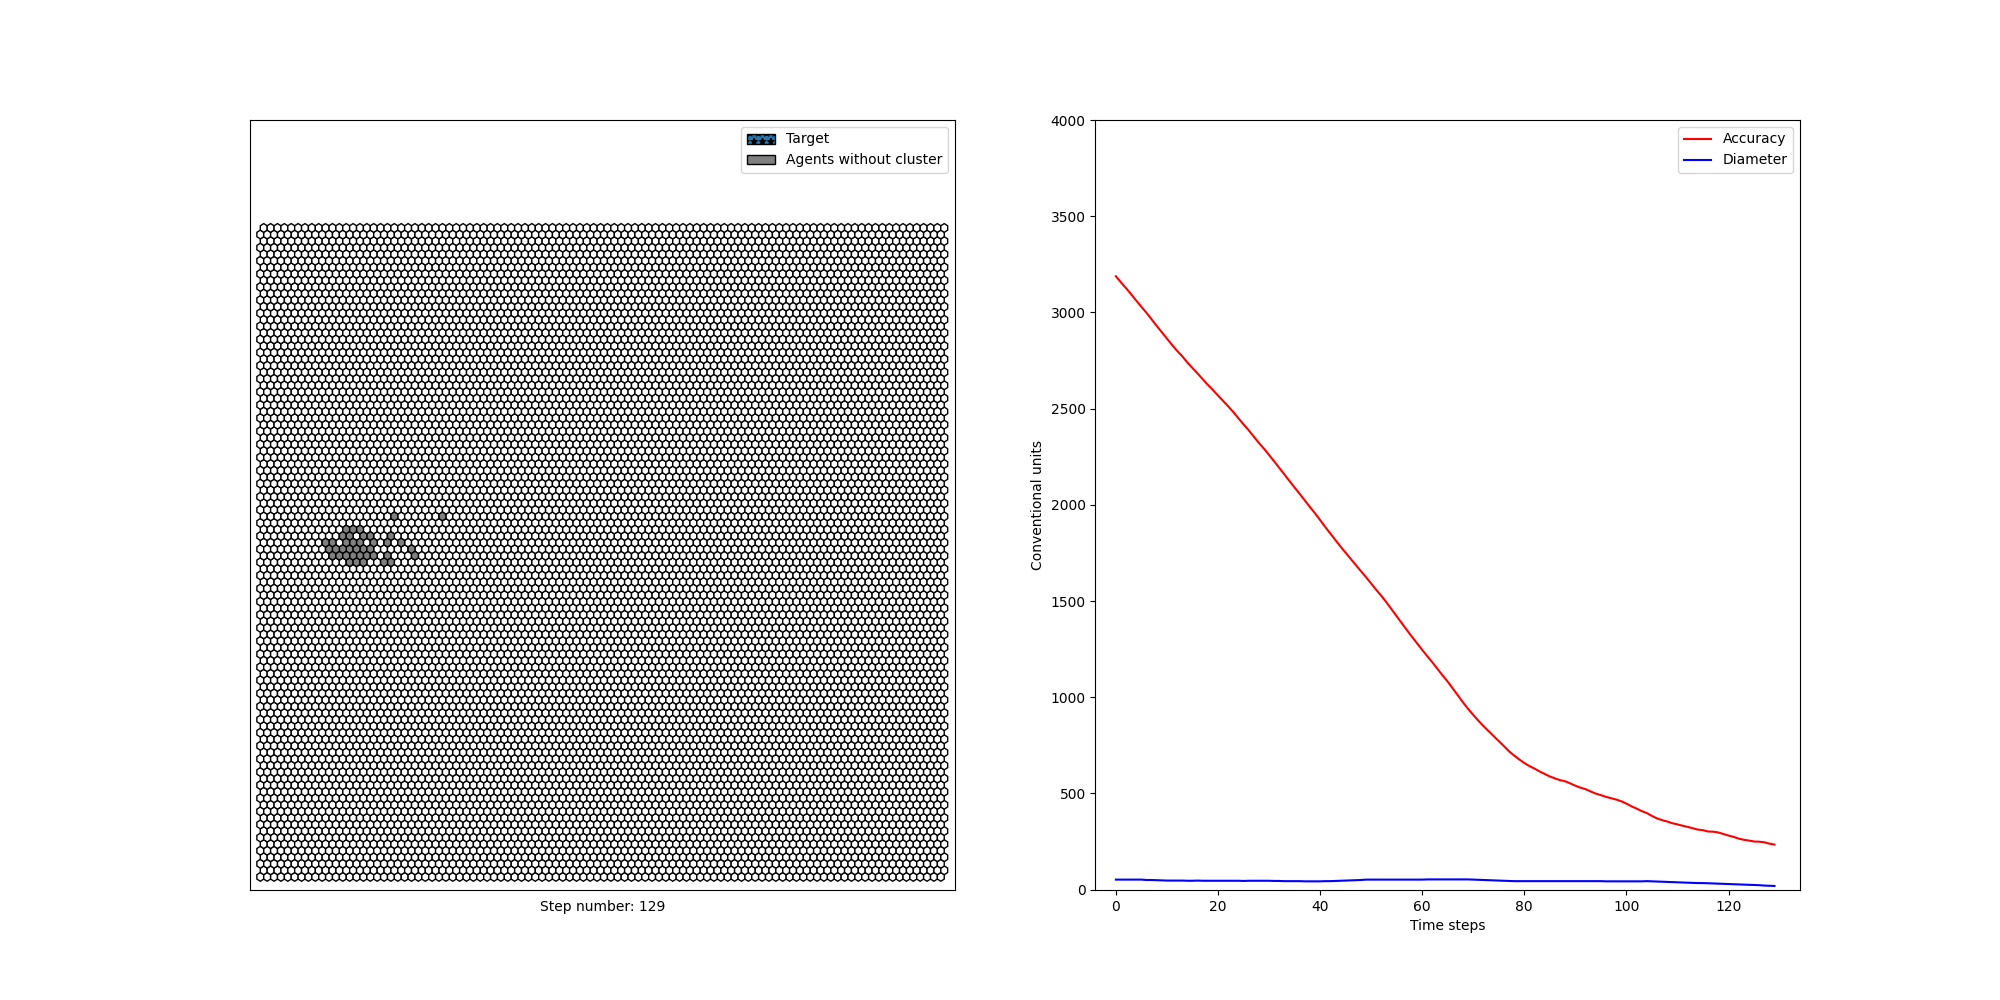 Target
Agents without cluster
Step number: 129
4000
3500
3000
2500
2000
1500
1000
500
0
Conventional units
Accuracy
Diameter
0 20 40 60 80 100 120
Time steps